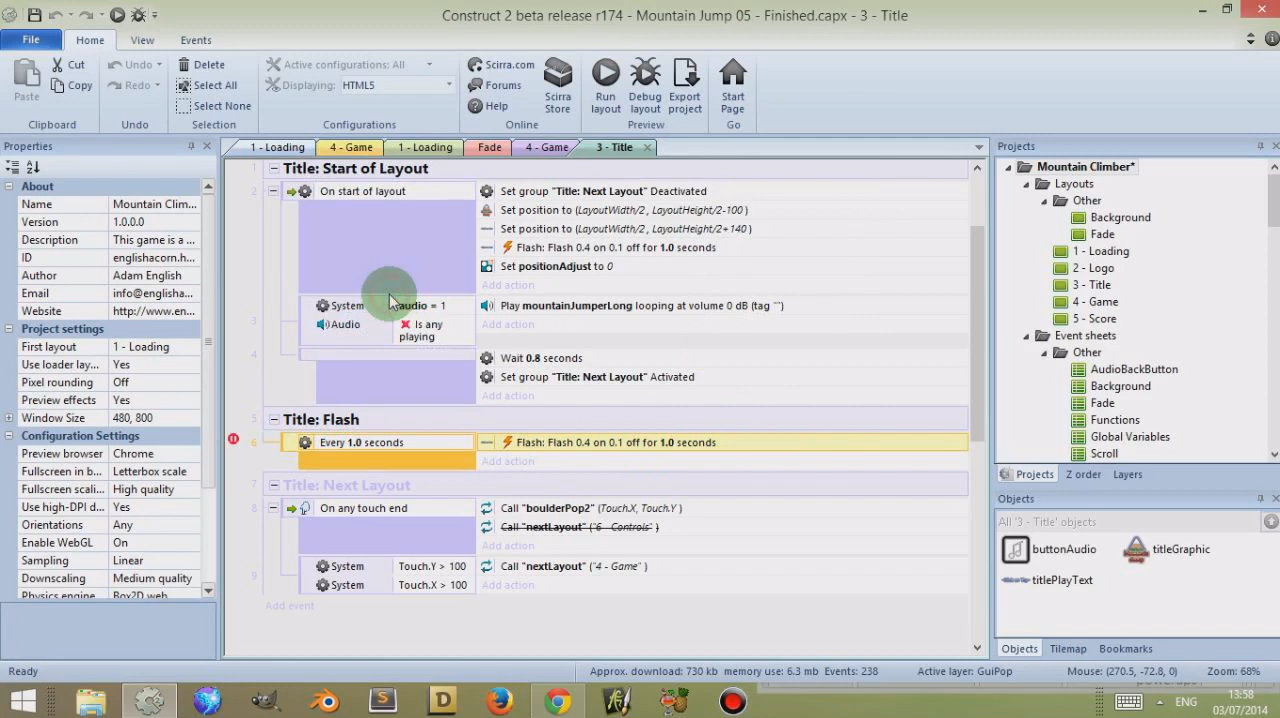 Construct 2 beta release r174 - Mountain Jump 05 - Finished.capx - 3 - Title
File Home View Events
Paste Cut Copy
Undo Redo
Delete Select All Select None
Active configurations: All
Displaying: HTML5
Scirra.com Forums Help
Scirra Store
Run layout Debug layout Export project
Start Page
Clipboard Undo Selection Configurations Online Preview Go
Properties
1 - Loading 4 - Game 1 - Loading Fade 4 - Game 3 - Title
Projects
About
Name Mountain Clim...
Version 1.0.0.0
Description This game is a ...
ID englishacorn.h...
Author Adam English
Email info@englisha...
Website http://www.en...
Project settings
First layout 1 - Loading
Use loader lay... Yes
Pixel rounding Off
Preview effects Yes
Window Size 480, 800
Configuration Settings
Preview browser Chrome
Fullscreen in b... Letterbox scale
Fullscreen scali... High quality
Use high-DPI d... Yes
Orientations Any
Enable WebGL On
Sampling Linear
Downscaling Medium quality
Physics engine Box2D web
1 Title: Start of Layout
2 On start of layout Set group "Title: Next Layout" Deactivated
Set position to (LayoutWidth/2 , LayoutHeight/2-100 )
Set position to (LayoutWidth/2 , LayoutHeight/2+140 )
Flash: Flash 0.4 on 0.1 off for 1.0 seconds
Set positionAdjust to 0
3 System audio = 1 Play mountainJumperLong looping at volume 0 dB (tag "")
Audio Is any playing Add action
4 Wait 0.8 seconds
Set group "Title: Next Layout" Activated
Add action
5 Title: Flash
6 Every 1.0 seconds Flash: Flash 0.4 on 0.1 off for 1.0 seconds
Add action
7 Title: Next Layout
8 On any touch end Call "boulderPop2" (Touch.X, Touch.Y )
Call "nextLayout" ("6 - Controls" )
Add action
9 System Touch.Y > 100 Call "nextLayout" ("4 - Game" )
System Touch.X > 100 Add action
Add event
Mountain Climber*
Layouts
Other
Background
Fade
1 - Loading
2 - Logo
3 - Title
4 - Game
5 - Score
Event sheets
Other
AudioBackButton
Background
Fade
Functions
Global Variables
Scroll
Projects Z order Layers
Objects
All '3 - Title' objects
buttonAudio titleGraphic
titlePlayText
Objects Tilemap Bookmarks
Ready Approx. download: 730 kb memory use: 6.3 mb Events: 238 Active layer: GuiPop Mouse: (270.5, -72.8, 0) Zoom: 68%
ENG 13:58
03/07/2014